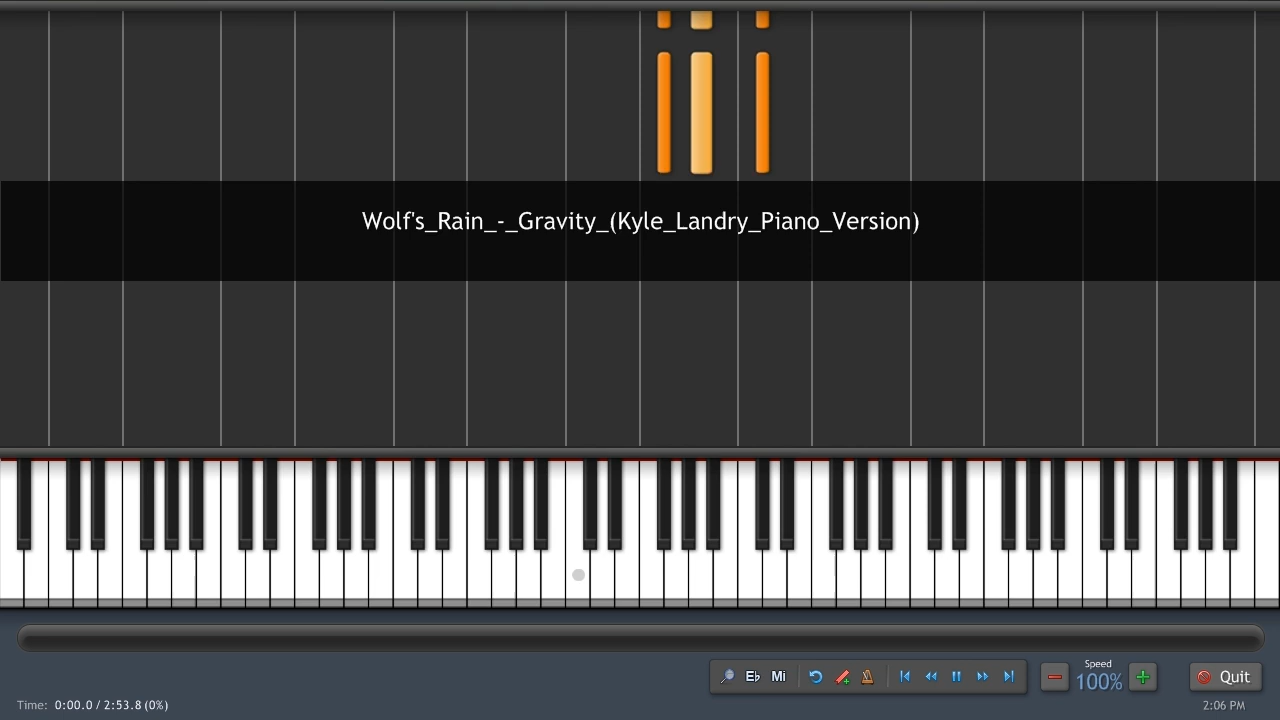 Wolf's_Rain_-_Gravity_(Kyle_Landry_Piano_Version)
Speed
E♭ Mi 100% Quit
Time: 0:00.0 / 2:53.8 (0%) 2:06 PM